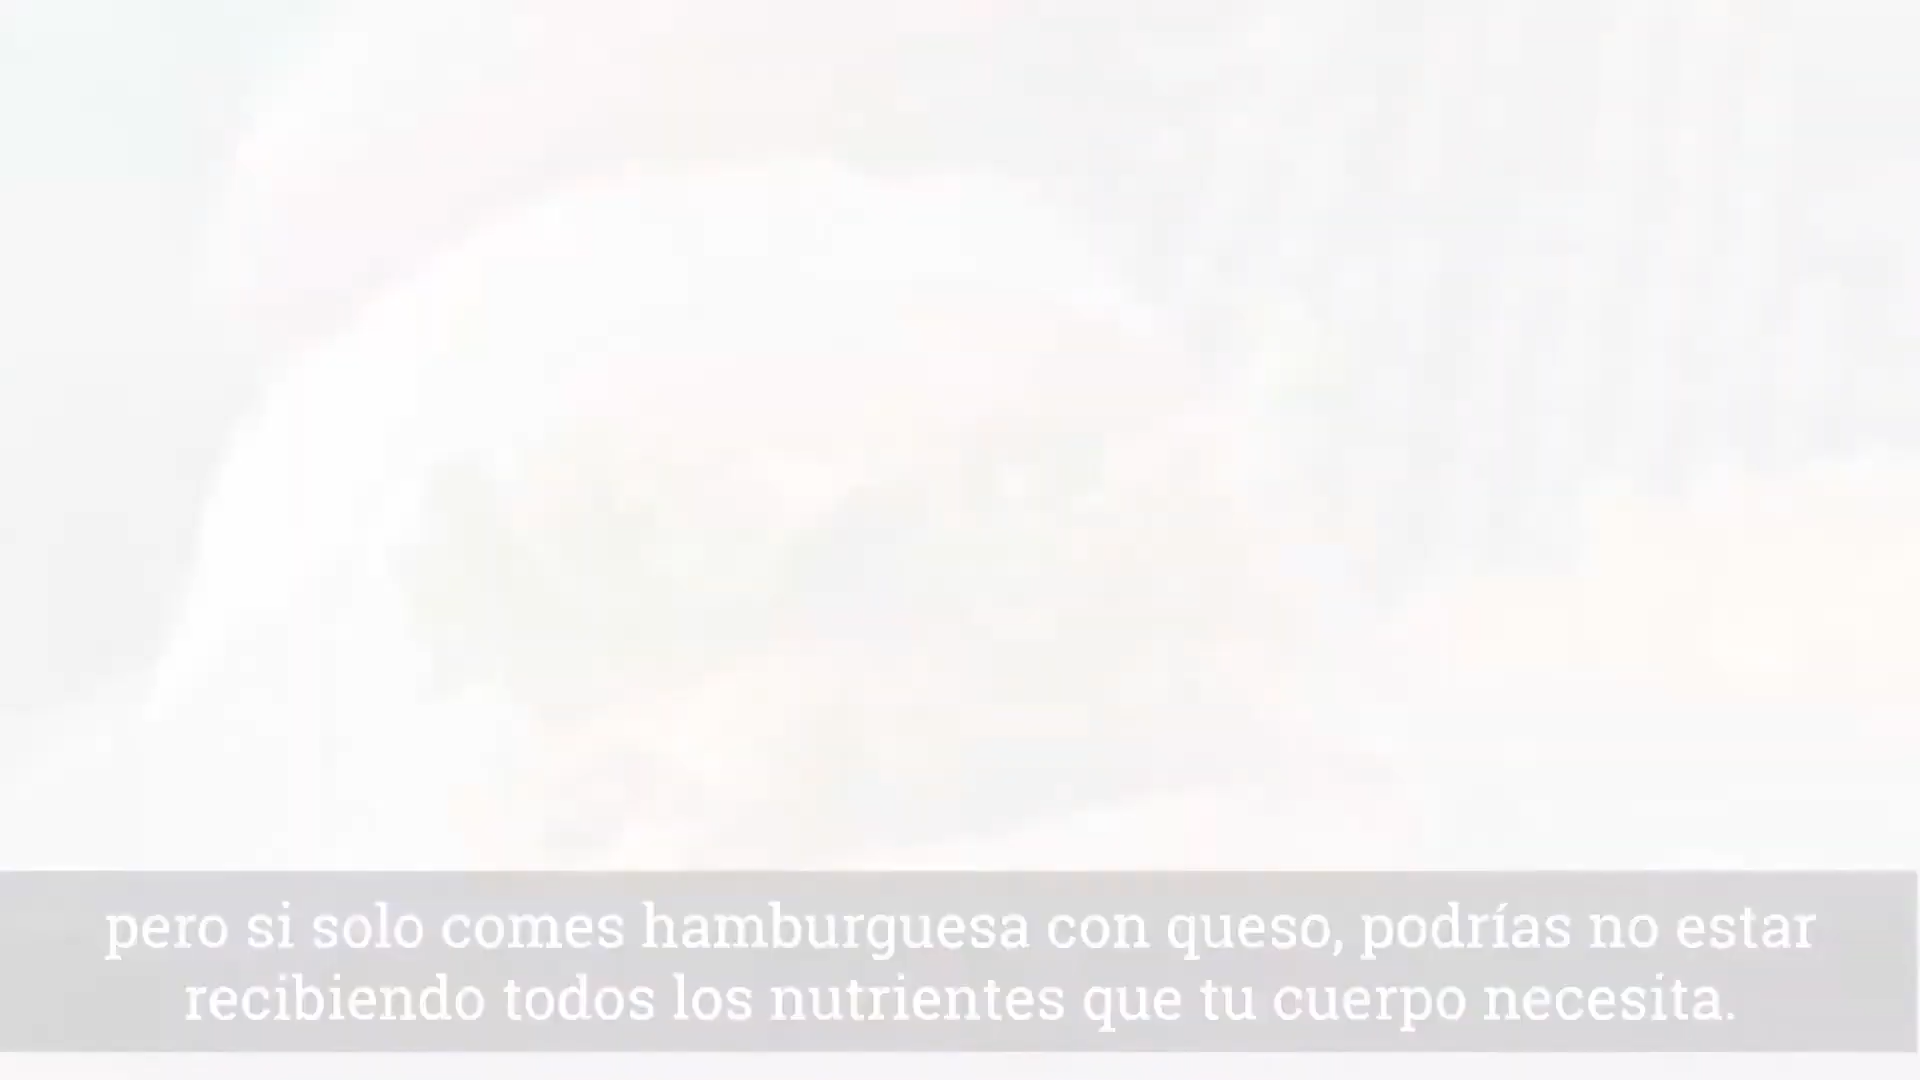 pero si solo comes hamburguesa con queso, podrías no estar
recibiendo todos los nutrientes que tu cuerpo necesita.